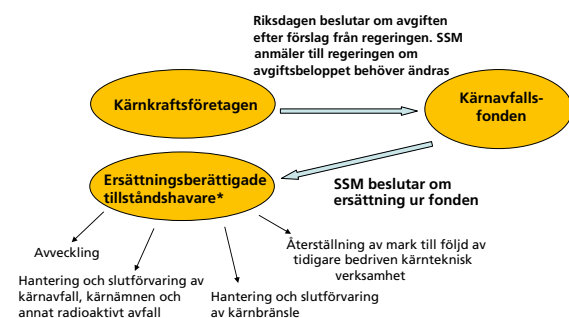 Riksdagen beslutar om avgiften
efter förslag från regeringen. SSM
anmäler till regeringen om
avgiftsbeloppet behöver ändras
Kärnkraftsföretagen
Kärnavfalls-
fonden
Ersättningsberättigade
tillståndshavare*
SSM beslutar om
ersättning ur fonden
Avveckling
Hantering och slutförvaring av
kärnavfall, kärnämnen och
annat radioaktivt avfall
Hantering och slutförvaring
av kärnbränsle
Återställning av mark till följd av
tidigare bedriven kärnteknisk
verksamhet